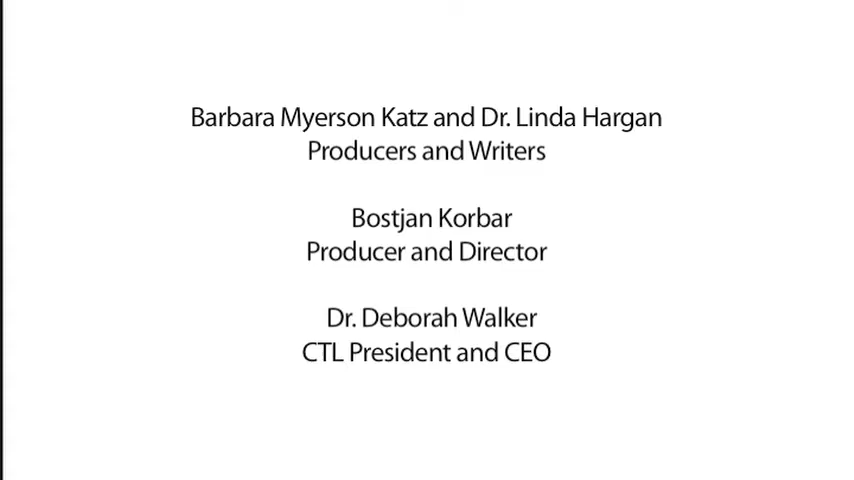 Barbara Myerson Katz and Dr. Linda Hargan
Producers and Writers
Bostjan Korbar
Producer and Director
Dr. Deborah Walker
CTL President and CEO